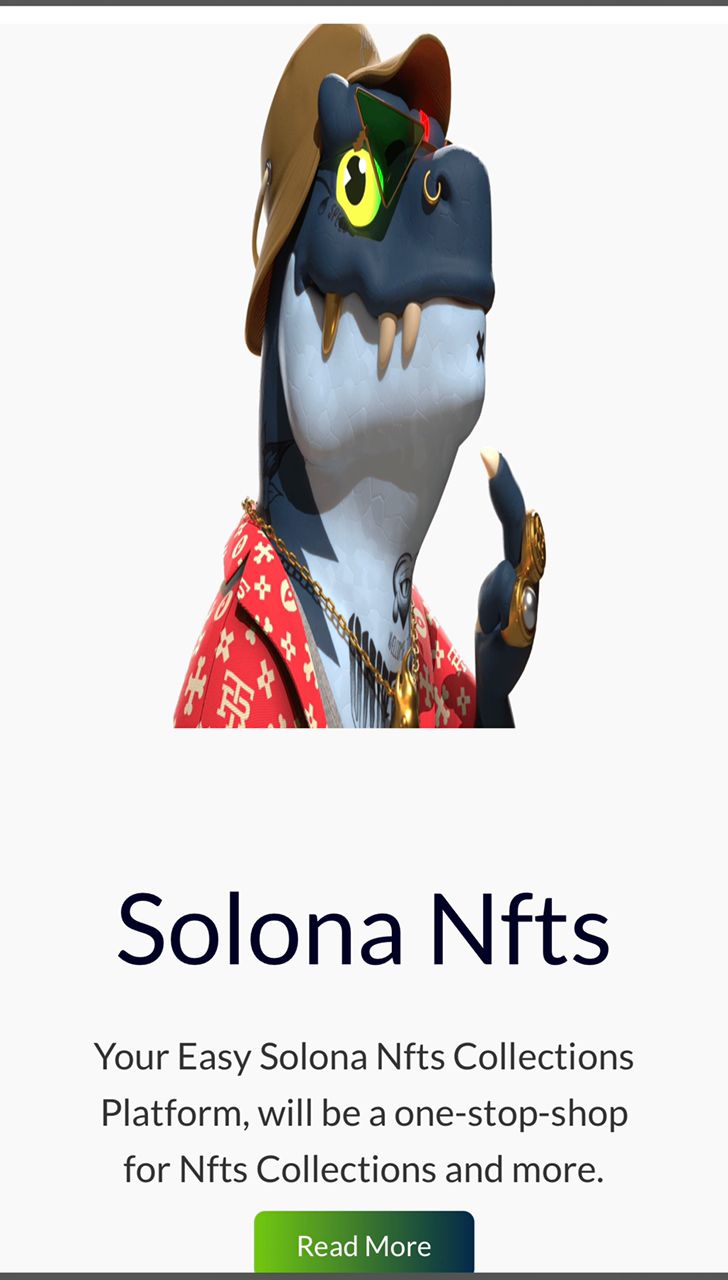 Solona Nfts
Your Easy Solona Nfts Collections
Platform, will be a one-stop-shop
for Nfts Collections and more.
Read More